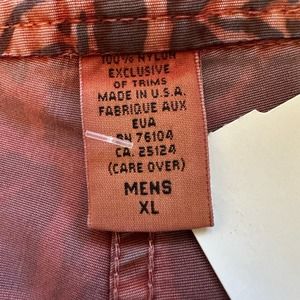 100% NYLON
EXCLUSIVE
OF TRIMS
MADE IN U.S.A.
FABRIQUE AUX
EUA
RN 76104
CA. 25124
(CARE OVER)
MENS
XL